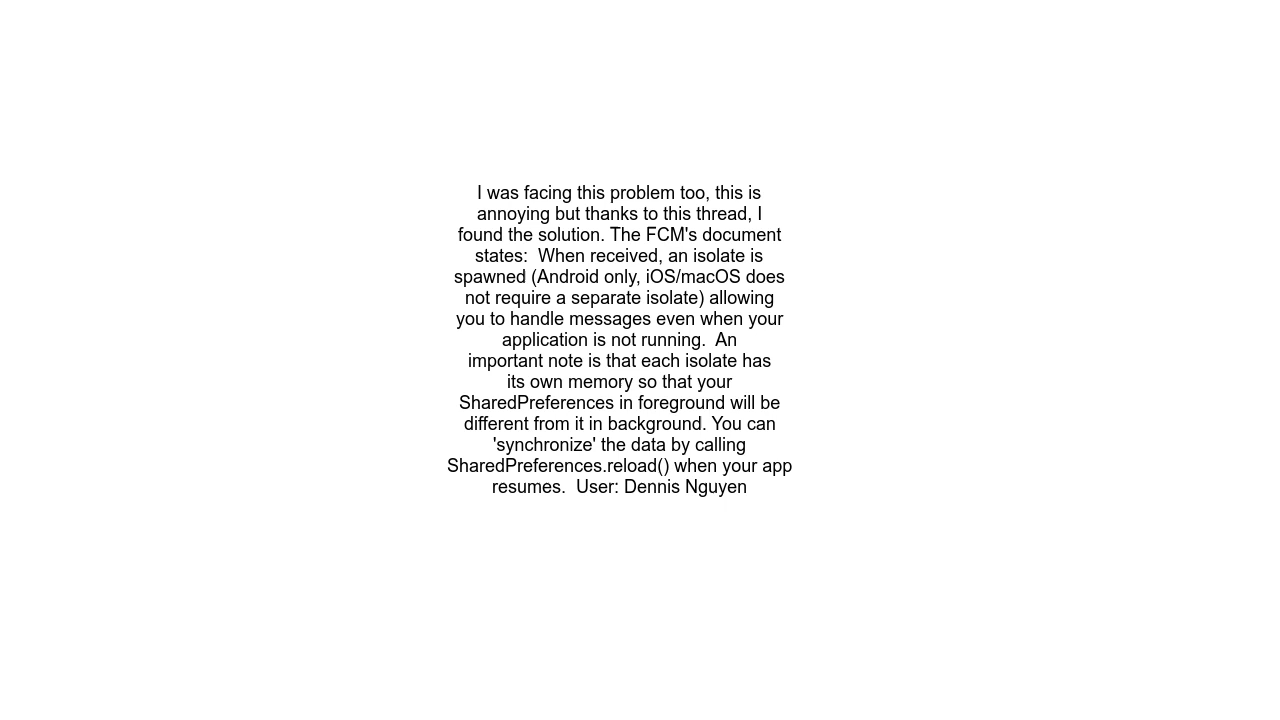 I was facing this problem too, this is
annoying but thanks to this thread, I
found the solution. The FCM's document
states:  When received, an isolate is
spawned (Android only, iOS/macOS does
not require a separate isolate) allowing
you to handle messages even when your
application is not running.  An
important note is that each isolate has
its own memory so that your
SharedPreferences in foreground will be
different from it in background. You can
'synchronize' the data by calling
SharedPreferences.reload() when your app
resumes.  User: Dennis Nguyen